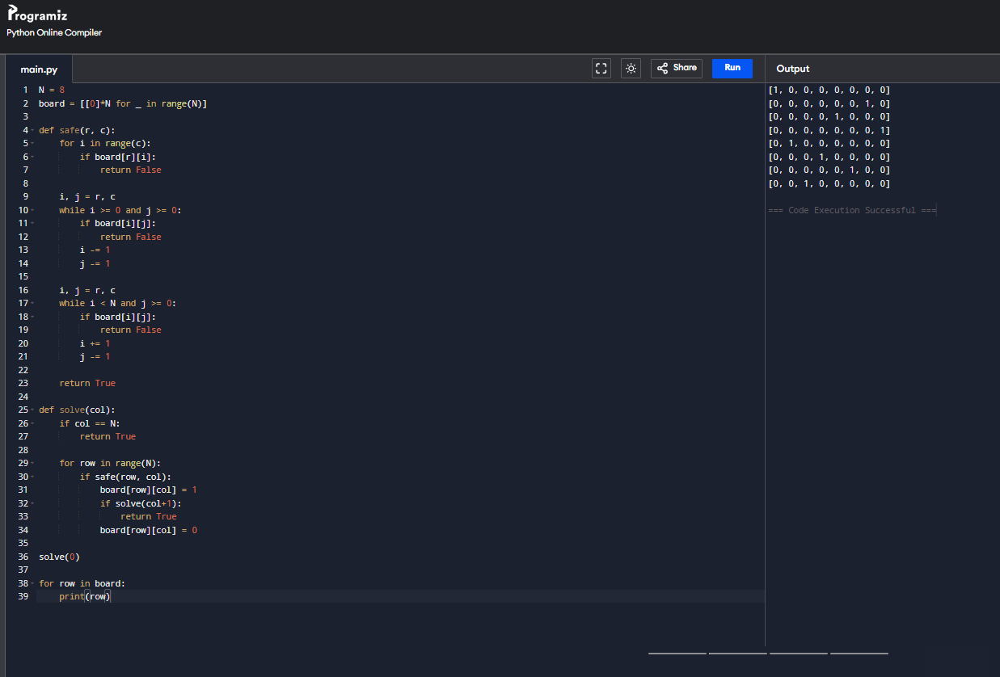 Programiz
Python Online Compiler
main.py
Share
Run
Output
1 N = 8
2 board = [[0]*N for _ in range(N)]
3
4 def safe(r, c):
5     for i in range(c):
6         if board[r][i]:
7             return False
8
9     i, j = r, c
10     while i >= 0 and j >= 0:
11         if board[i][j]:
12             return False
13         i -= 1
14         j -= 1
15
16     i, j = r, c
17     while i < N and j >= 0:
18         if board[i][j]:
19             return False
20         i += 1
21         j -= 1
22
23     return True
24
25 def solve(col):
26     if col == N:
27         return True
28
29     for row in range(N):
30         if safe(row, col):
31             board[row][col] = 1
32             if solve(col+1):
33                 return True
34             board[row][col] = 0
35
36 solve(0)
37
38 for row in board:
39     print(row)
[1, 0, 0, 0, 0, 0, 0, 0]
[0, 0, 0, 0, 0, 0, 1, 0]
[0, 0, 0, 0, 1, 0, 0, 0]
[0, 0, 0, 0, 0, 0, 0, 1]
[0, 1, 0, 0, 0, 0, 0, 0]
[0, 0, 0, 1, 0, 0, 0, 0]
[0, 0, 0, 0, 0, 1, 0, 0]
[0, 0, 1, 0, 0, 0, 0, 0]
=== Code Execution Successful ===